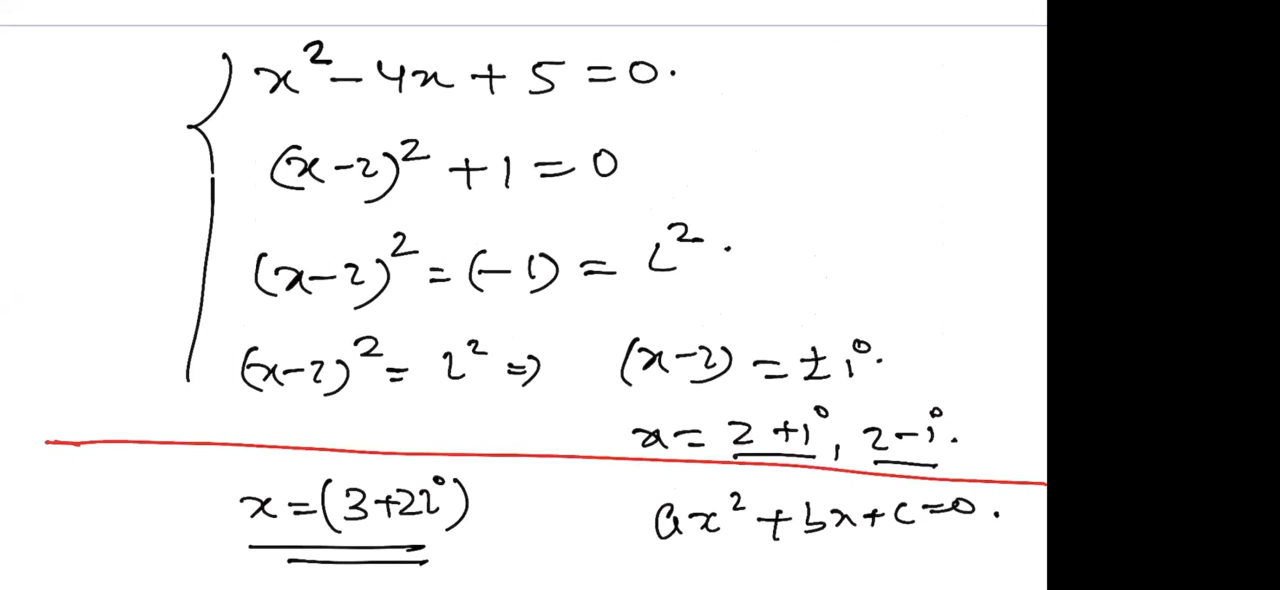 x² - 4x + 5 = 0.
(x-2)² + 1 = 0
(x-2)² = (-1) = i².
(x-2)² = i² ⇒ (x-2) = ± i.
x = 2+i, 2-i.
x = (3+2i) ax² + bx + c = 0.